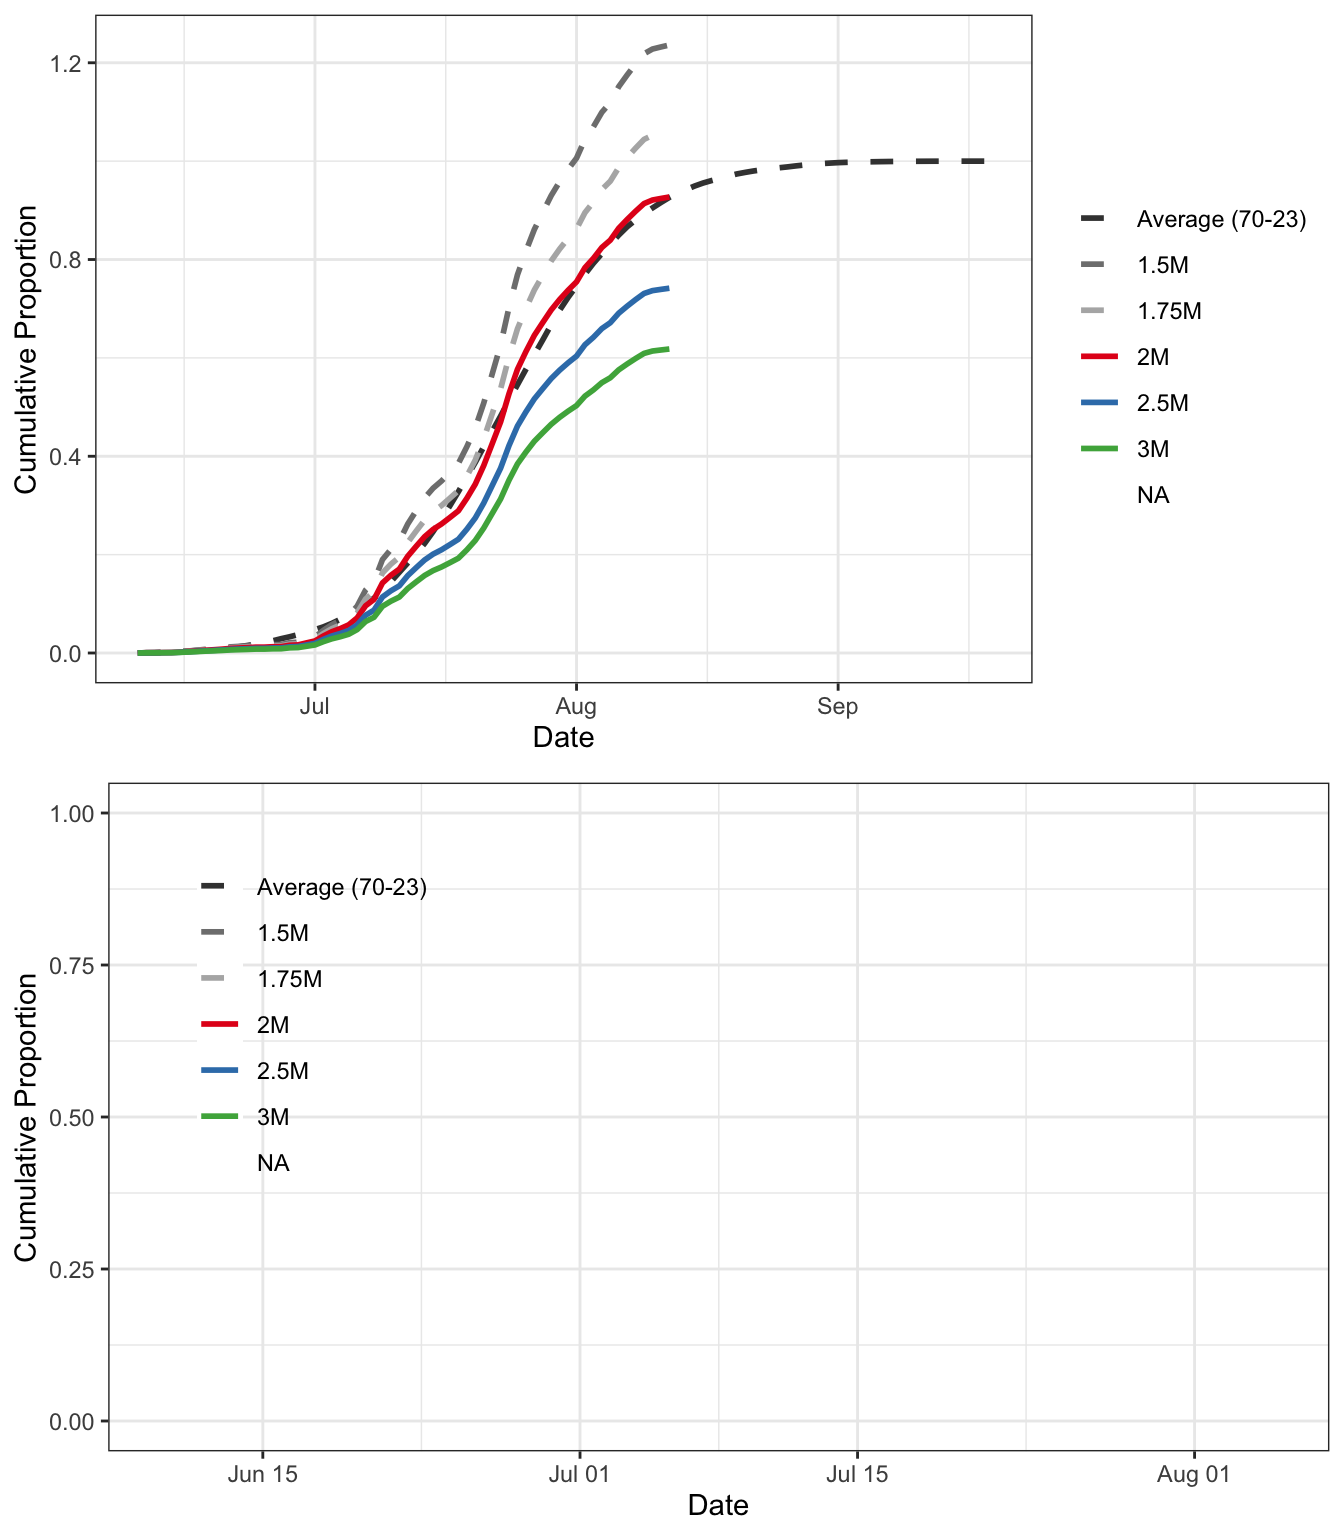 Cumulative Proportion
1.2
0.8
0.4
0.0
Jul
Aug
Sep
Date
Average (70-23)
1.5M
1.75M
2M
2.5M
3M
NA
Cumulative Proportion
1.00
0.75
0.50
0.25
0.00
Average (70-23)
1.5M
1.75M
2M
2.5M
3M
NA
Jun 15
Jul 01
Jul 15
Aug 01
Date